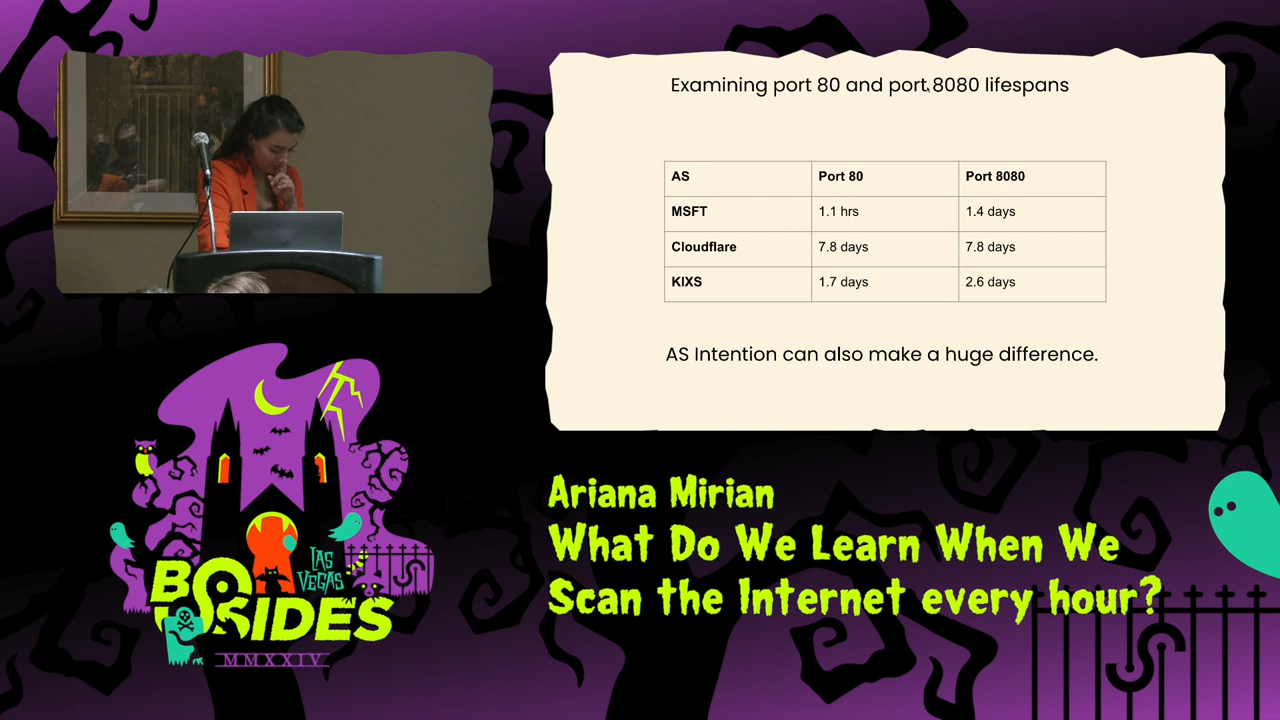 Examining port 80 and port 8080 lifespans
AS Port 80 Port 8080
MSFT 1.1 hrs 1.4 days
Cloudflare 7.8 days 7.8 days
KIXS 1.7 days 2.6 days
AS Intention can also make a huge difference.
Ariana Mirian
What Do We Learn When We
Scan the Internet every hour?
LAS
VEGAS
BSIDES
MMXXIV